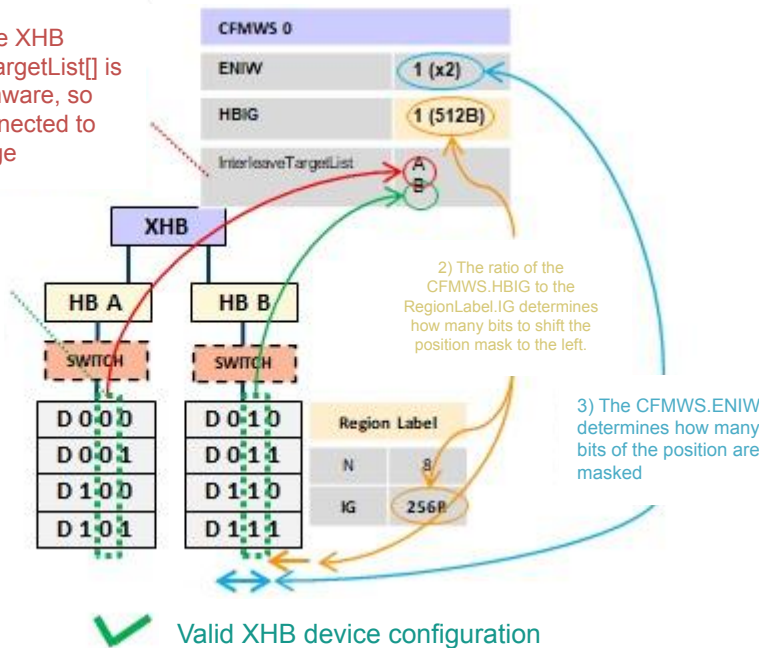 e XHB
argetList[] is
nware, so
nected to
ge
CFMWS 0
ENIW 1 (x2)
HBIG 1 (512B)
InterleaveTargetList A
B
XHB
HB A HB B
SWITCH SWITCH
D 0 0 0 D 0 1 0
D 0 0 1 D 0 1 1
D 1 0 0 D 1 1 0
D 1 0 1 D 1 1 1
Region Label
N 8
IG 256B
2) The ratio of the
CFMWS.HBIG to the
RegionLabel.IG determines
how many bits to shift the
position mask to the left.
3) The CFMWS.ENIW
determines how many
bits of the position are
masked
Valid XHB device configuration